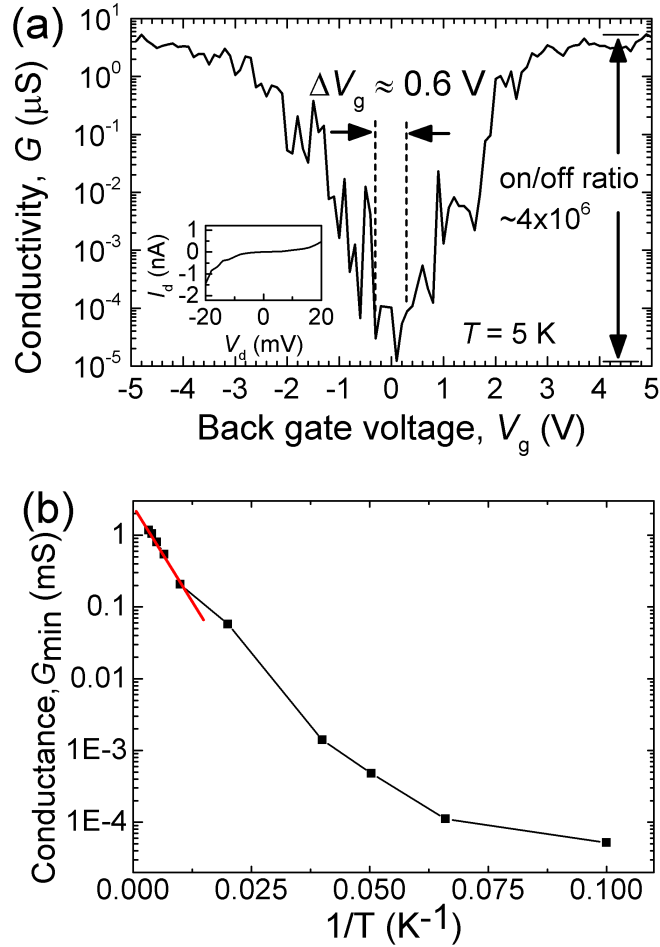 (a)
10^1
10^0
10^-1
10^-2
10^-3
10^-4
10^-5
Conductivity, G (μS)
ΔV_g ≈ 0.6 V
on/off ratio
~4x10^6
1
0
-1
-2
I_d (nA)
-20 0 20
V_d (mV)
T = 5 K
-5 -4 -3 -2 -1 0 1 2 3 4 5
Back gate voltage, V_g (V)
(b)
1
0.1
0.01
1E-3
1E-4
Conductance, G_min (mS)
0.000 0.025 0.050 0.075 0.100
1/T (K^-1)